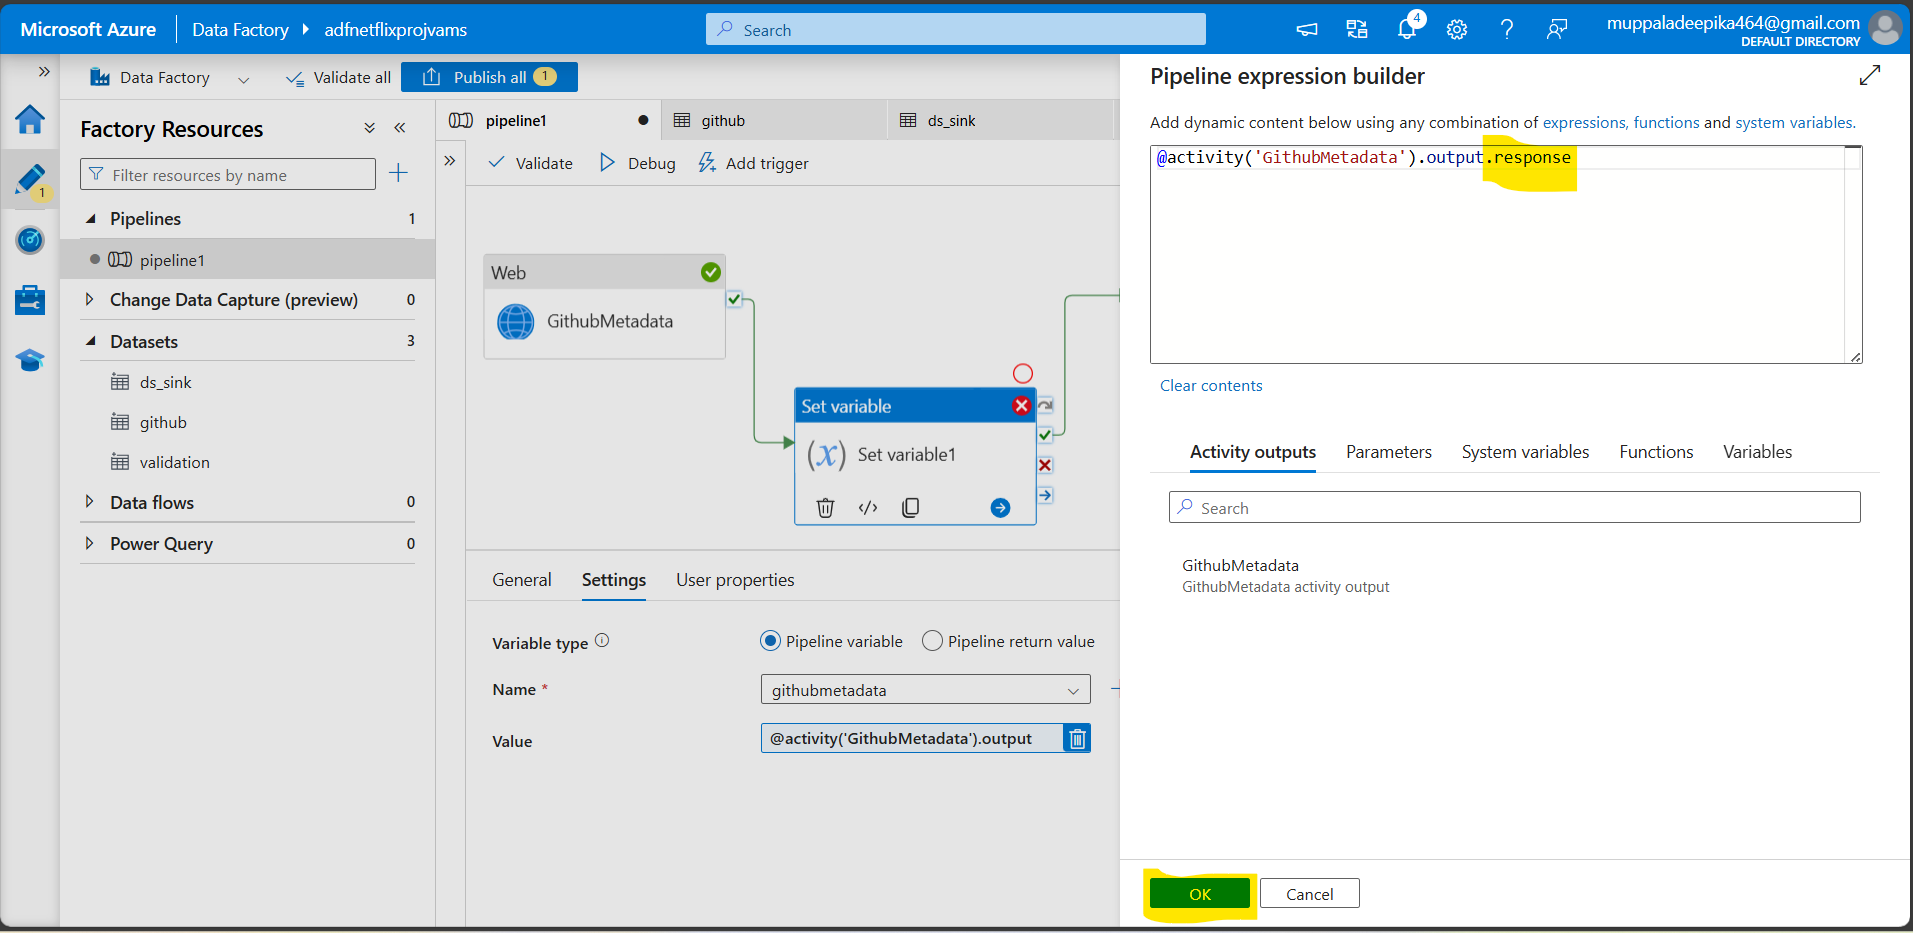 Microsoft Azure
Data Factory
adfnetflixprojvams
Search
4
muppaladeepika464@gmail.com
DEFAULT DIRECTORY
Data Factory
Validate all
Publish all 1
1
Factory Resources
Filter resources by name
Pipelines 1
pipeline1
Change Data Capture (preview) 0
Datasets 3
ds_sink
github
validation
Data flows 0
Power Query 0
pipeline1
github
ds_sink
Validate
Debug
Add trigger
Web
GithubMetadata
Set variable
(x) Set variable1
General
Settings
User properties
Variable type
Pipeline variable
Pipeline return value
Name *
githubmetadata
Value
@activity('GithubMetadata').output
Pipeline expression builder
Add dynamic content below using any combination of expressions, functions and system variables.
@activity('GithubMetadata').output.response
Clear contents
Activity outputs
Parameters
System variables
Functions
Variables
Search
GithubMetadata
GithubMetadata activity output
OK
Cancel